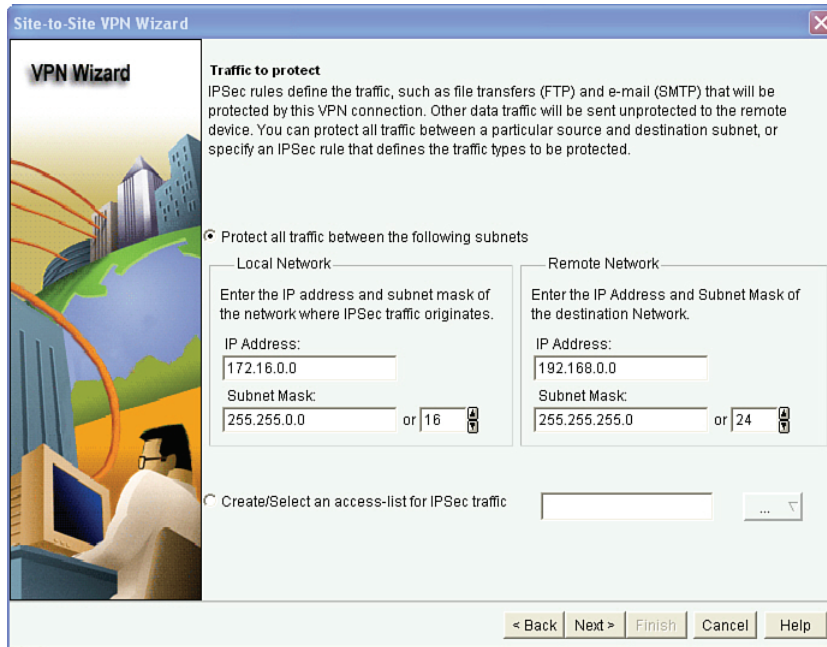 Site-to-Site VPN Wizard
VPN Wizard
Traffic to protect
IPSec rules define the traffic, such as file transfers (FTP) and e-mail (SMTP) that will be
protected by this VPN connection. Other data traffic will be sent unprotected to the remote
device. You can protect all traffic between a particular source and destination subnet, or
specify an IPSec rule that defines the traffic types to be protected.
Protect all traffic between the following subnets
Local Network
Enter the IP address and subnet mask of
the network where IPSec traffic originates.
IP Address:
172.16.0.0
Subnet Mask:
255.255.0.0 or 16
Remote Network
Enter the IP Address and Subnet Mask of
the destination Network.
IP Address:
192.168.0.0
Subnet Mask:
255.255.255.0 or 24
Create/Select an access-list for IPSec traffic ...
< Back Next > Finish Cancel Help